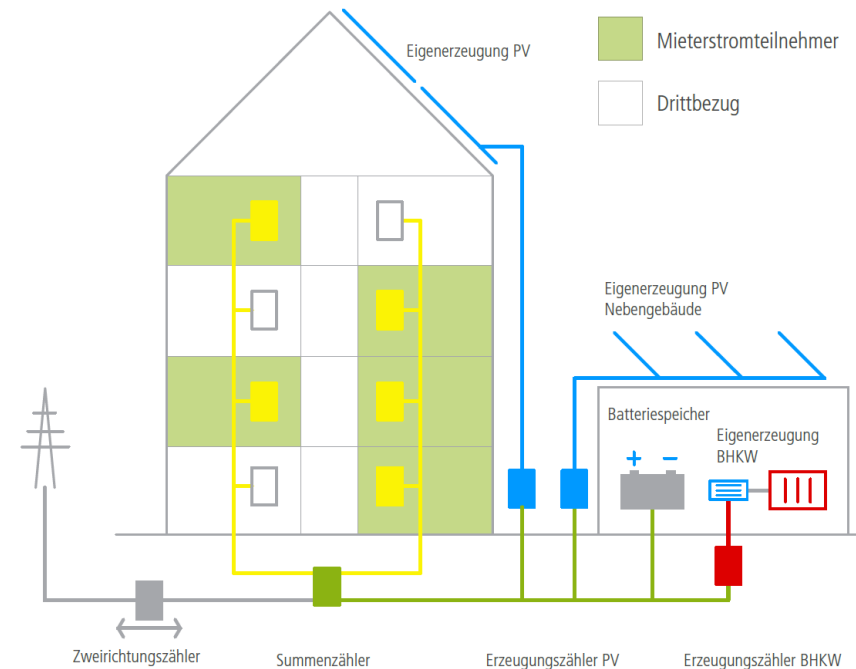 Eigenerzeugung PV
Mieterstromteilnehmer
Drittbezug
Eigenerzeugung PV
Nebengebäude
Batteriespeicher
Eigenerzeugung
BHKW
+ −
Zweirichtungszähler
Summenzähler
Erzeugungszähler PV
Erzeugungszähler BHKW